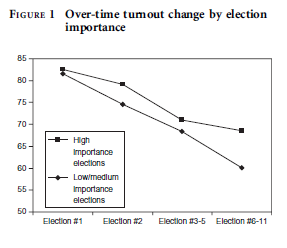 FIGURE 1 Over-time turnout change by election
importance
85
80
75
70
65
60
55
50
High
Importance
elections
Low/medium
Importance
elections
Election #1 Election #2 Election #3-5 Election #6-11